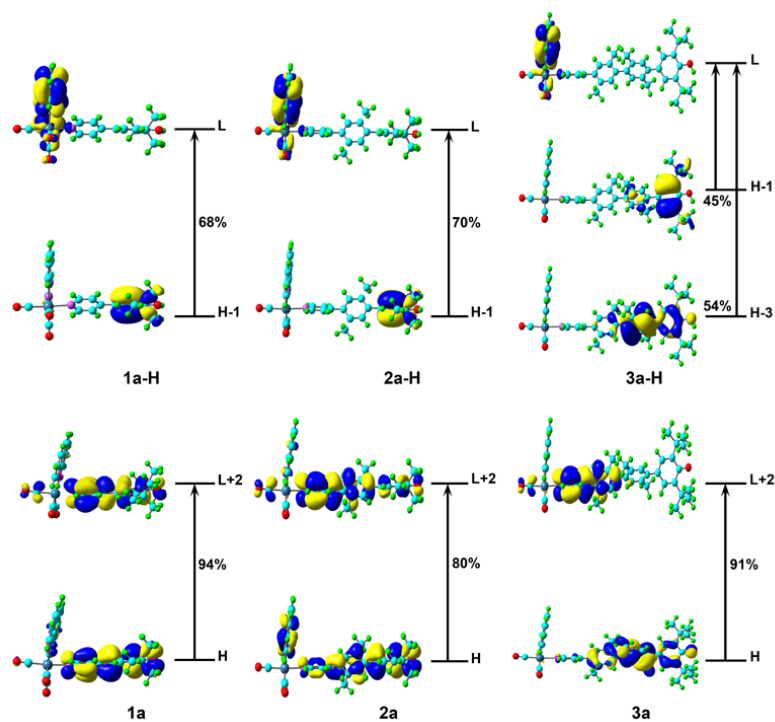 L
L
L
H-1
68%
70%
45%
54%
H-1
H-1
H-3
1a-H
2a-H
3a-H
L+2
L+2
L+2
94%
80%
91%
H
H
H
1a
2a
3a